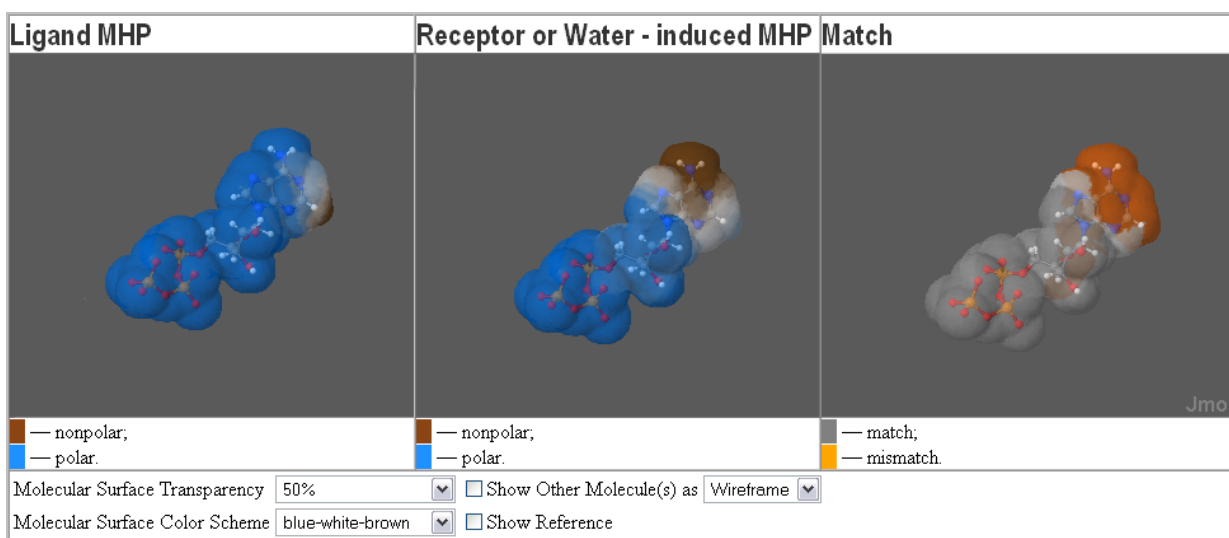 Ligand MHP
Receptor or Water - induced MHP
Match
Jmo
— nonpolar;
— polar.
— nonpolar;
— polar.
— match;
— mismatch.
Molecular Surface Transparency 50% Show Other Molecule(s) as Wireframe
Molecular Surface Color Scheme blue-white-brown Show Reference